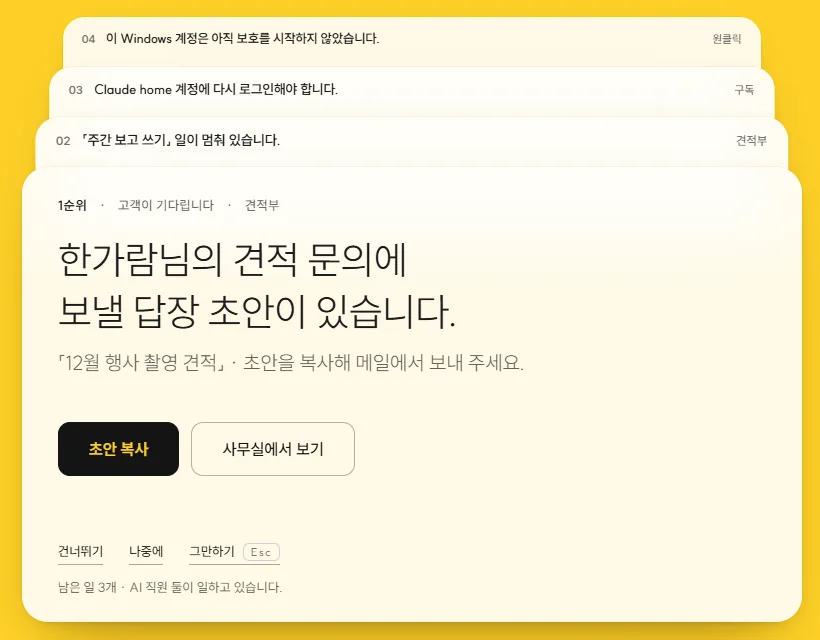 04 이 Windows 계정은 아직 보호를 시작하지 않았습니다. 원클릭
03 Claude home 계정에 다시 로그인해야 합니다. 구독
02 「주간 보고 쓰기」 일이 멈춰 있습니다. 견적부
1순위 · 고객이 기다립니다 · 견적부
한가람님의 견적 문의에
보낼 답장 초안이 있습니다.
「12월 행사 촬영 견적」 · 초안을 복사해 메일에서 보내 주세요.
초안 복사 사무실에서 보기
건너뛰기 나중에 그만하기 Esc
남은 일 3개 · AI 직원 둘이 일하고 있습니다.